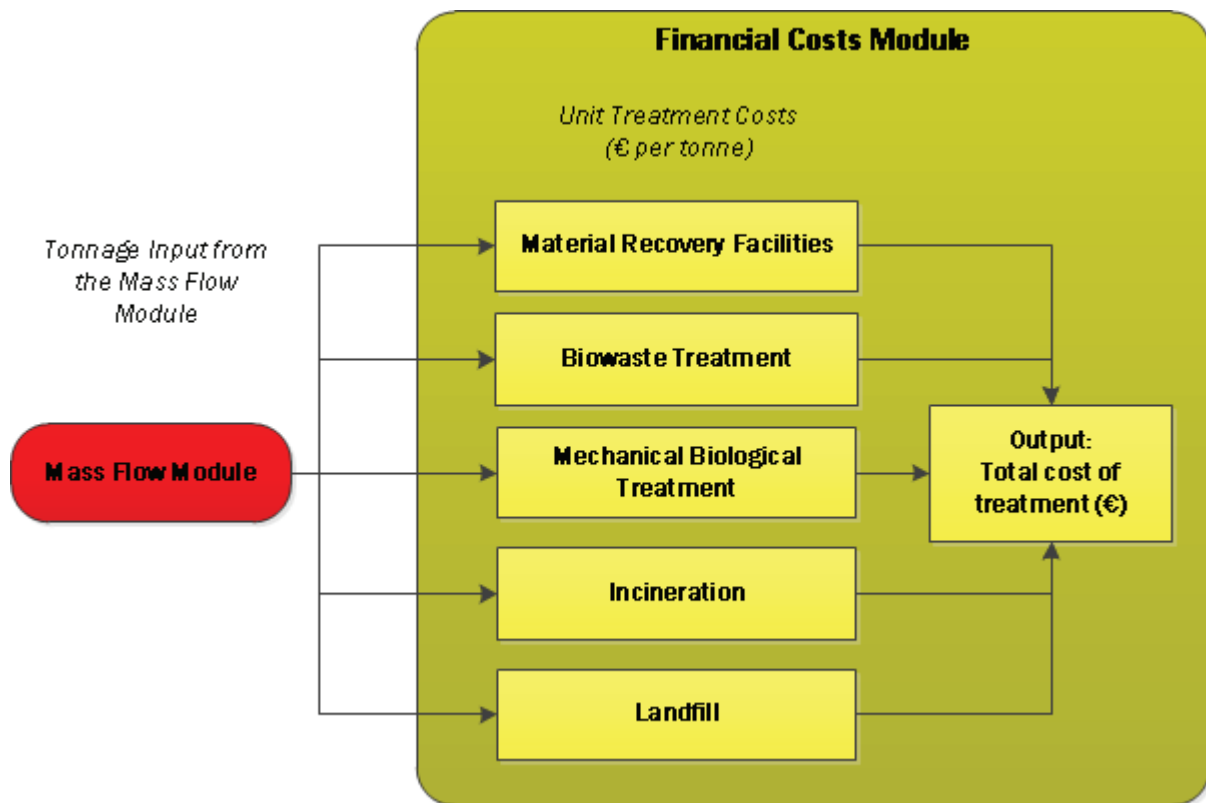 Financial Costs Module
Unit Treatment Costs
(€ per tonne)
Tonnage Input from
the Mass Flow
Module
Mass Flow Module
Material Recovery Facilities
Biowaste Treatment
Mechanical Biological
Treatment
Incineration
Landfill
Output:
Total cost of
treatment (€)